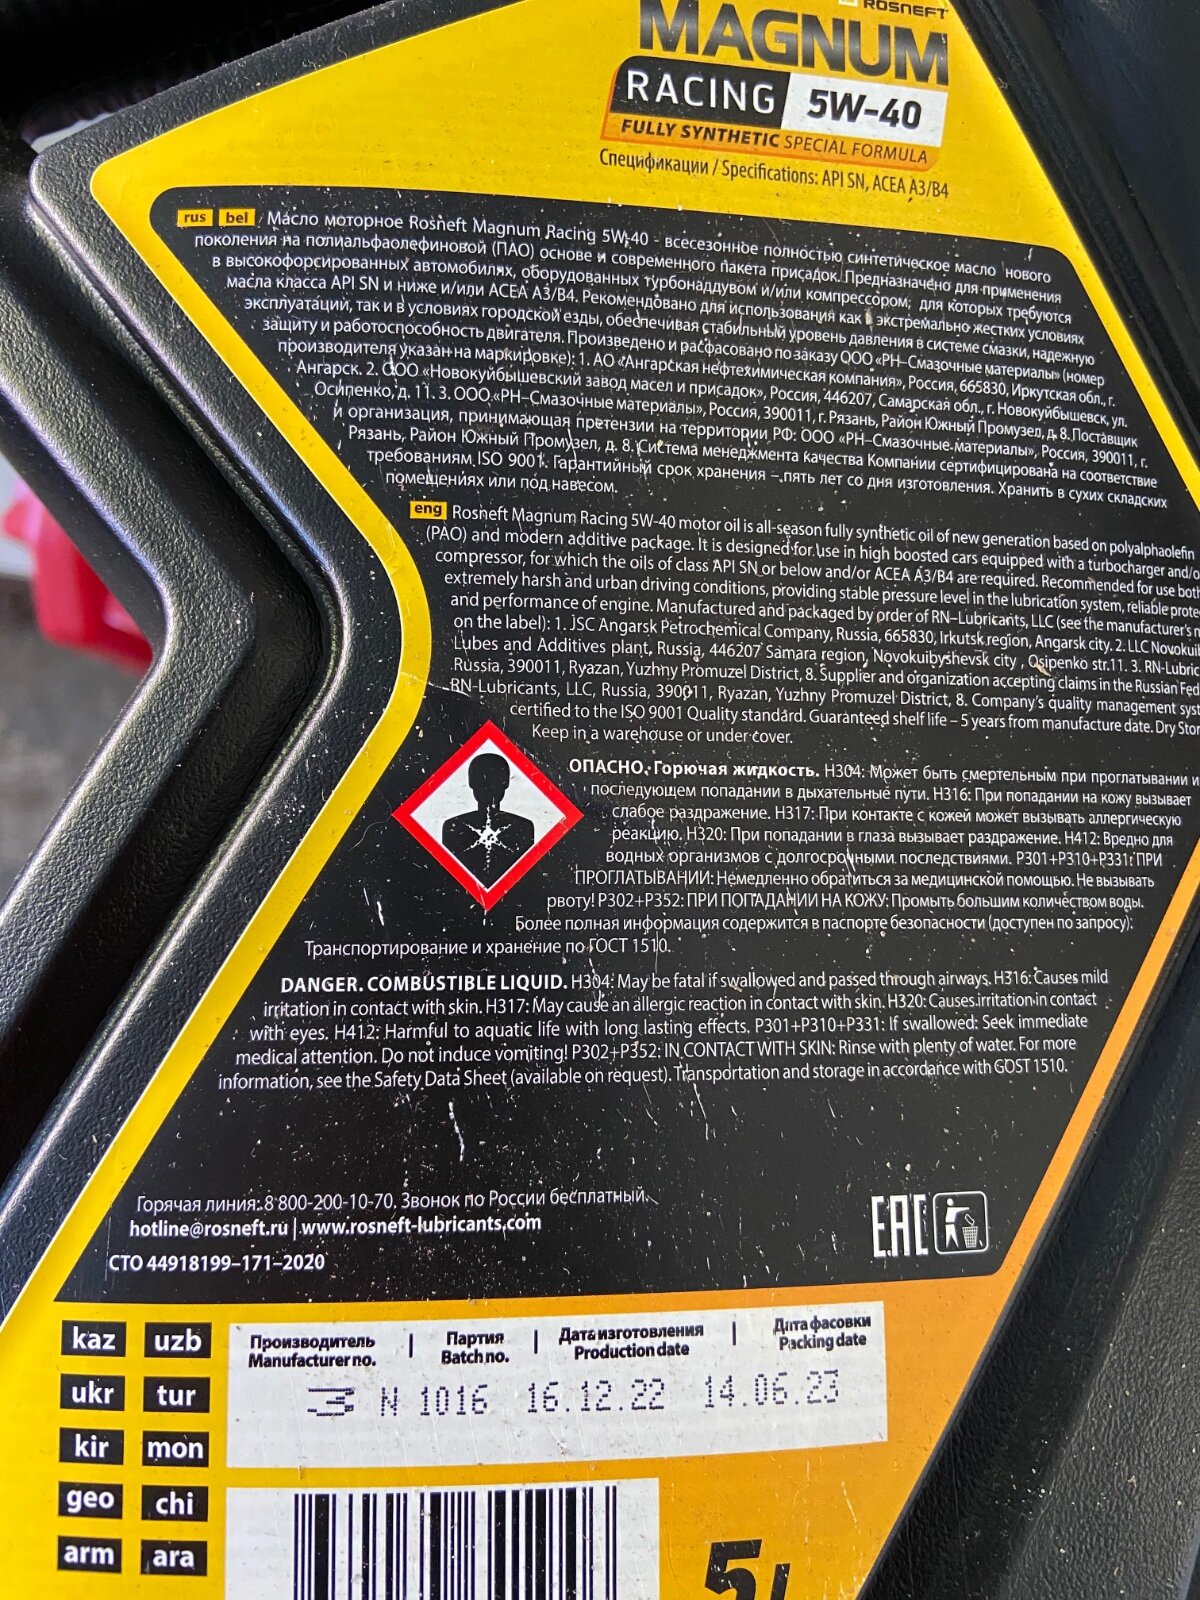 ROSNEFT
MAGNUM
RACING 5W-40
FULLY SYNTHETIC SPECIAL FORMULA
Спецификации / Specifications: API SN, ACEA A3/B4
rus bel Масло моторное Rosneft Magnum Racing 5W-40 - всесезонное полностью синтетическое масло нового
поколения на полиальфаолефиновой (ПАО) основе и современного пакета присадок. Предназначено для применения
в высокофорсированных автомобилях, оборудованных турбонаддувом и/или компрессором, для которых требуются
масла класса API SN и ниже и/или ACEA A3/B4. Рекомендовано для использования как в экстремально жестких условиях
эксплуатации, так и в условиях городской езды, обеспечивая стабильный уровень давления в системе смазки, надежную
защиту и работоспособность двигателя. Произведено и расфасовано по заказу ООО «РН–Смазочные материалы» (номер
производителя указан на маркировке): 1. АО «Ангарская нефтехимическая компания», Россия, 665830, Иркутская обл., г.
Ангарск. 2. ООО «Новокуйбышевский завод масел и присадок», Россия, 446207, Самарская обл., г. Новокуйбышевск, ул.
Осипенко, д. 11. 3. ООО «РН–Смазочные материалы», Россия, 390011, г. Рязань, Район Южный Промузел, д. 8. Поставщик
и организация, принимающая претензии на территории РФ: ООО «РН–Смазочные материалы», Россия, 390011, г.
Рязань, Район Южный Промузел, д. 8. Система менеджмента качества Компании сертифицирована на соответствие
требованиям ISO 9001. Гарантийный срок хранения – пять лет со дня изготовления. Хранить в сухих складских
помещениях или под навесом.
eng Rosneft Magnum Racing 5W-40 motor oil is all-season fully synthetic oil of new generation based on polyalphaolefin
(PAO) and modern additive package. It is designed for use in high boosted cars equipped with a turbocharger and/o
compressor, for which the oils of class API SN or below and/or ACEA A3/B4 are required. Recommended for use both
extremely harsh and urban driving conditions, providing stable pressure level in the lubrication system, reliable prote
and performance of engine. Manufactured and packaged by order of RN–Lubricants, LLC (see the manufacturer's n
on the label): 1. JSC Angarsk Petrochemical Company, Russia, 665830, Irkutsk region, Angarsk city. 2. LLC Novokuib
Lubes and Additives plant, Russia, 446207 Samara region, Novokuibyshevsk city , Osipenko str.11. 3. RN-Lubric
Russia, 390011, Ryazan, Yuzhny Promuzel District, 8. Supplier and organization accepting claims in the Russian Fed
RN-Lubricants, LLC, Russia, 390011, Ryazan, Yuzhny Promuzel District, 8. Company's quality management syst
certified to the ISO 9001 Quality standard. Guaranteed shelf life – 5 years from manufacture date. Dry Stor
Keep in a warehouse or under cover.
ОПАСНО. Горючая жидкость. H304: Может быть смертельным при проглатывании и
последующем попадании в дыхательные пути. H316: При попадании на кожу вызывает
слабое раздражение. H317: При контакте с кожей может вызывать аллергическую
реакцию. H320: При попадании в глаза вызывает раздражение. H412: Вредно для
водных организмов с долгосрочными последствиями. P301+P310+P331: ПРИ
ПРОГЛАТЫВАНИИ: Немедленно обратиться за медицинской помощью. Не вызывать
рвоту! P302+P352: ПРИ ПОПАДАНИИ НА КОЖУ: Промыть большим количеством воды.
Более полная информация содержится в паспорте безопасности (доступен по запросу).
Транспортирование и хранение по ГОСТ 1510.
DANGER. COMBUSTIBLE LIQUID. H304: May be fatal if swallowed and passed through airways. H316: Causes mild
irritation in contact with skin. H317: May cause an allergic reaction in contact with skin. H320: Causes irritation in contact
with eyes. H412: Harmful to aquatic life with long lasting effects. P301+P310+P331: If swallowed: Seek immediate
medical attention. Do not induce vomiting! P302+P352: IN CONTACT WITH SKIN: Rinse with plenty of water. For more
information, see the Safety Data Sheet (available on request). Transportation and storage in accordance with GOST 1510.
Горячая линия: 8 800-200-10-70. Звонок по России бесплатный.
hotline@rosneft.ru | www.rosneft-lubricants.com
СТО 44918199–171–2020
EAC
kaz uzb
ukr tur
kir mon
geo chi
arm ara
Производитель | Партия | Дата изготовления | Дата фасовки
Manufacturer no. Batch no. Production date Packing date
3 N 1016 16.12.22 14.06.23
5L